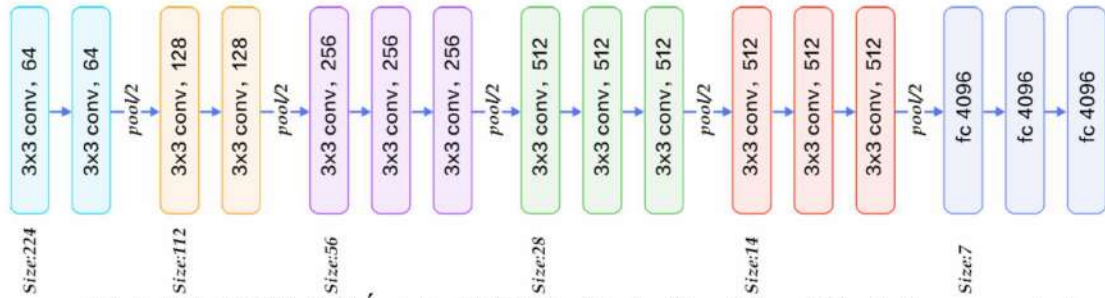 3x3 conv, 64
3x3 conv, 64
pool/2
3x3 conv, 128
3x3 conv, 128
pool/2
3x3 conv, 256
3x3 conv, 256
3x3 conv, 256
pool/2
3x3 conv, 512
3x3 conv, 512
3x3 conv, 512
pool/2
3x3 conv, 512
3x3 conv, 512
3x3 conv, 512
pool/2
fc 4096
fc 4096
fc 4096
Size:224
Size:112
Size:56
Size:28
Size:14
Size:7